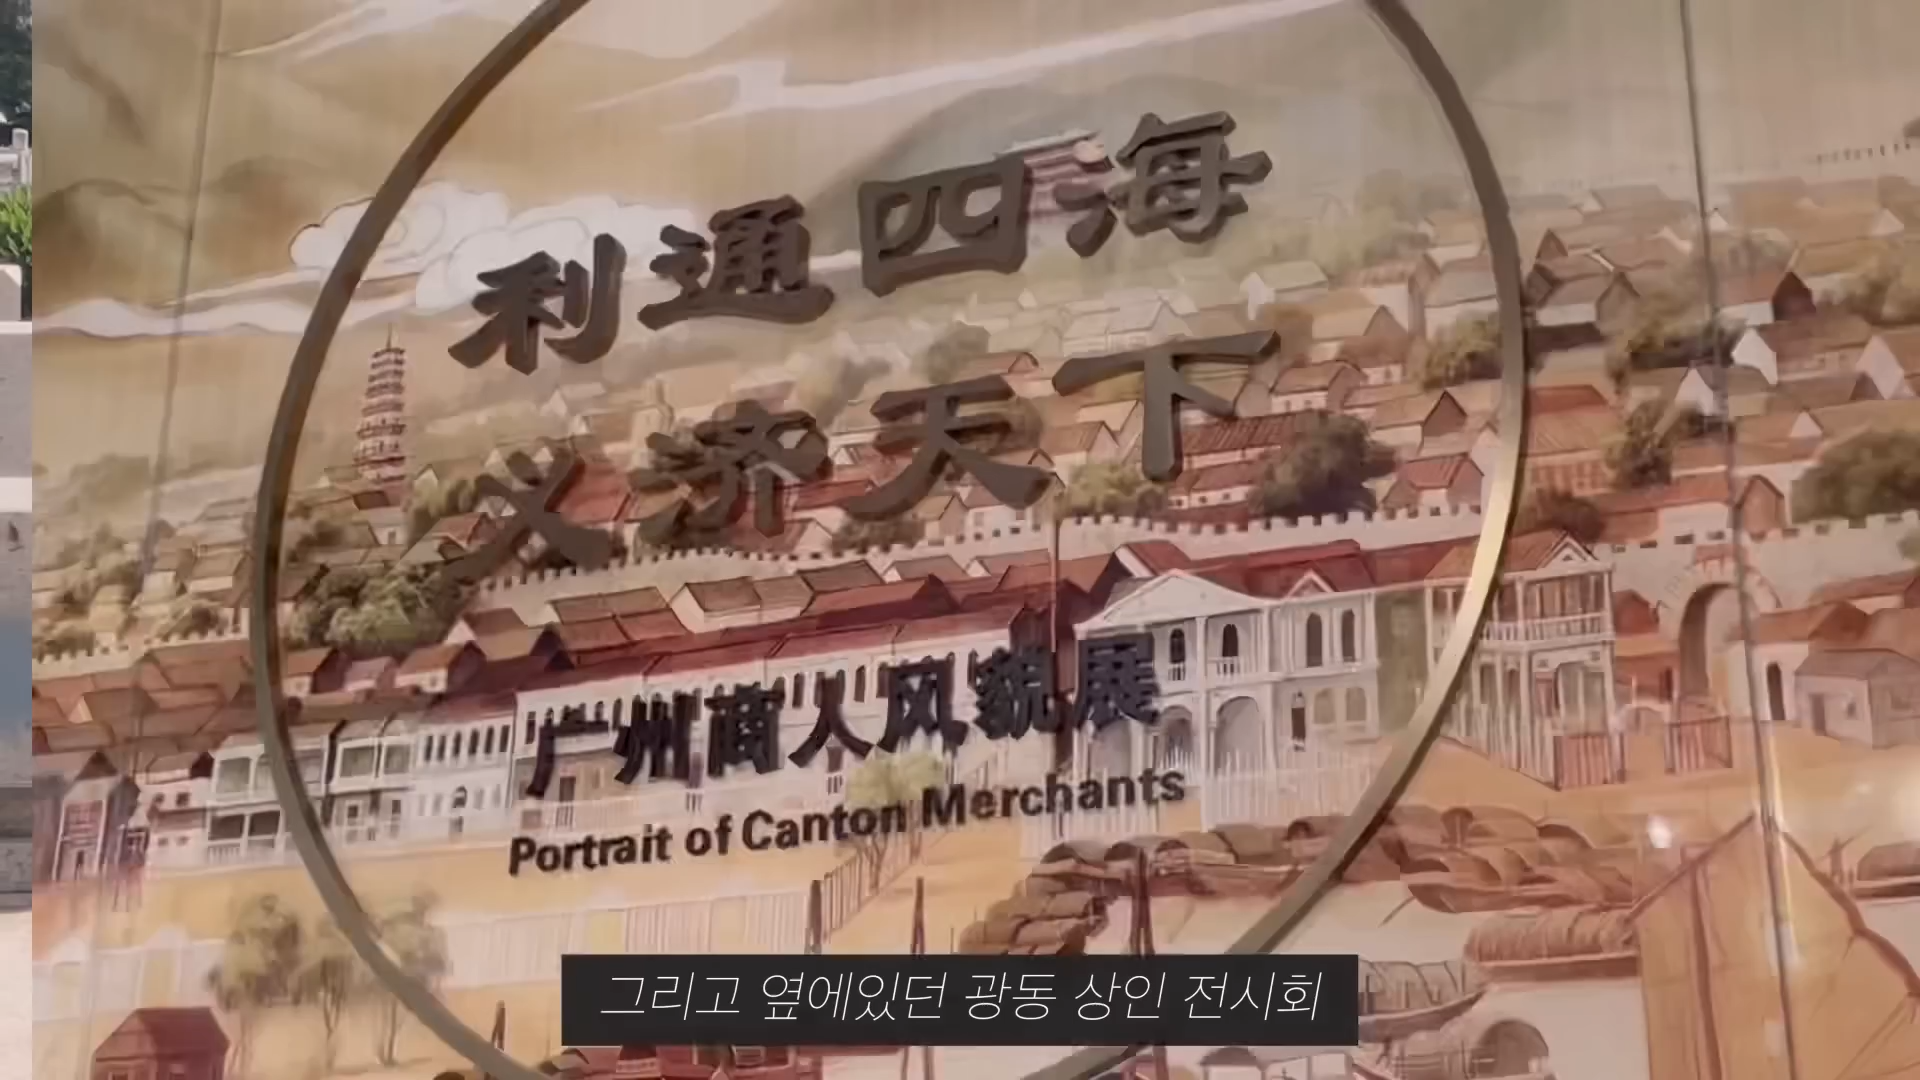 利通四海
义济天下
广州商人风貌展
Portrait of Canton Merchants
그리고 옆에있던 광동 상인 전시회